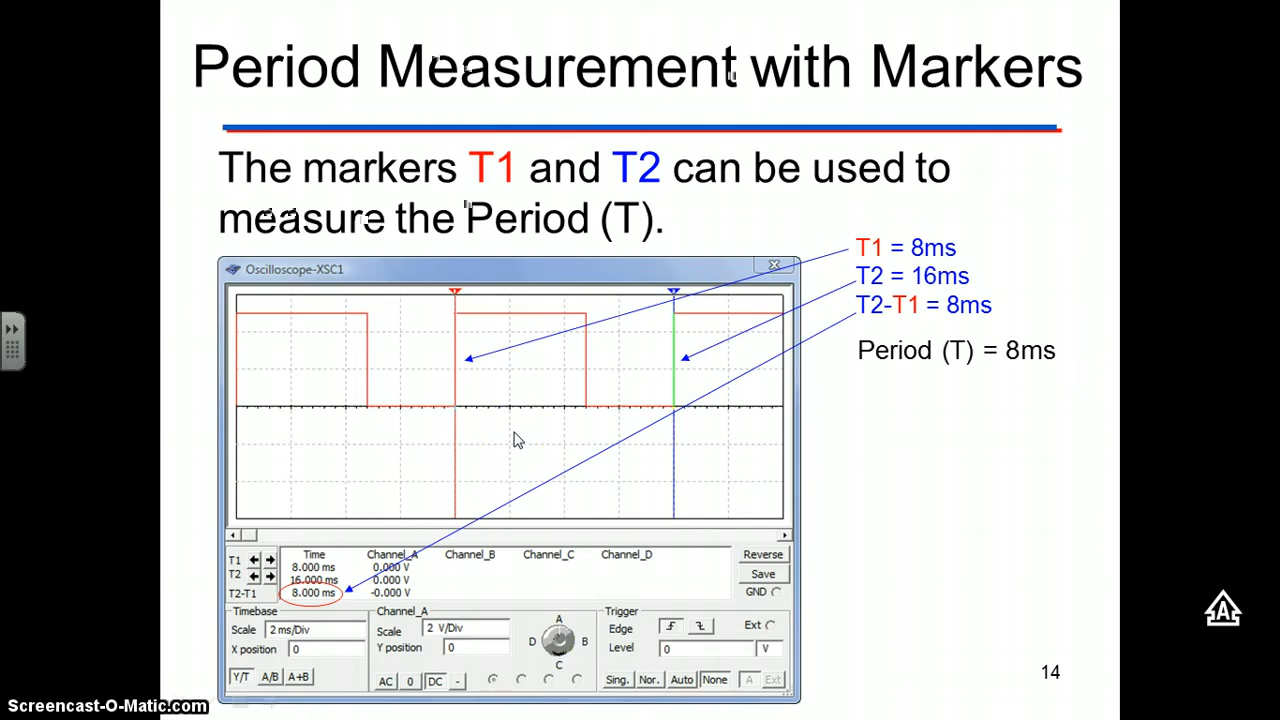 Period Measurement with Markers
The markers T1 and T2 can be used to
measure the Period (T).
T1 = 8ms
T2 = 16ms
T2-T1 = 8ms
Period (T) = 8ms
Oscilloscope-XSC1
Time Channel_A Channel_B Channel_C Channel_D
T1 8.000 ms 0.000 V
T2 16.000 ms 0.000 V
T2-T1 8.000 ms -0.000 V
Reverse
Save
GND
Timebase
Scale 2 ms/Div
X position 0
Y/T A/B A+B
Channel_A
Scale 2 V/Div
Y position 0
AC 0 DC -
A
D B
C
Trigger
Edge Ext
Level 0 V
Sing. Nor. Auto None A Ext
14
A
Screencast-O-Matic.com